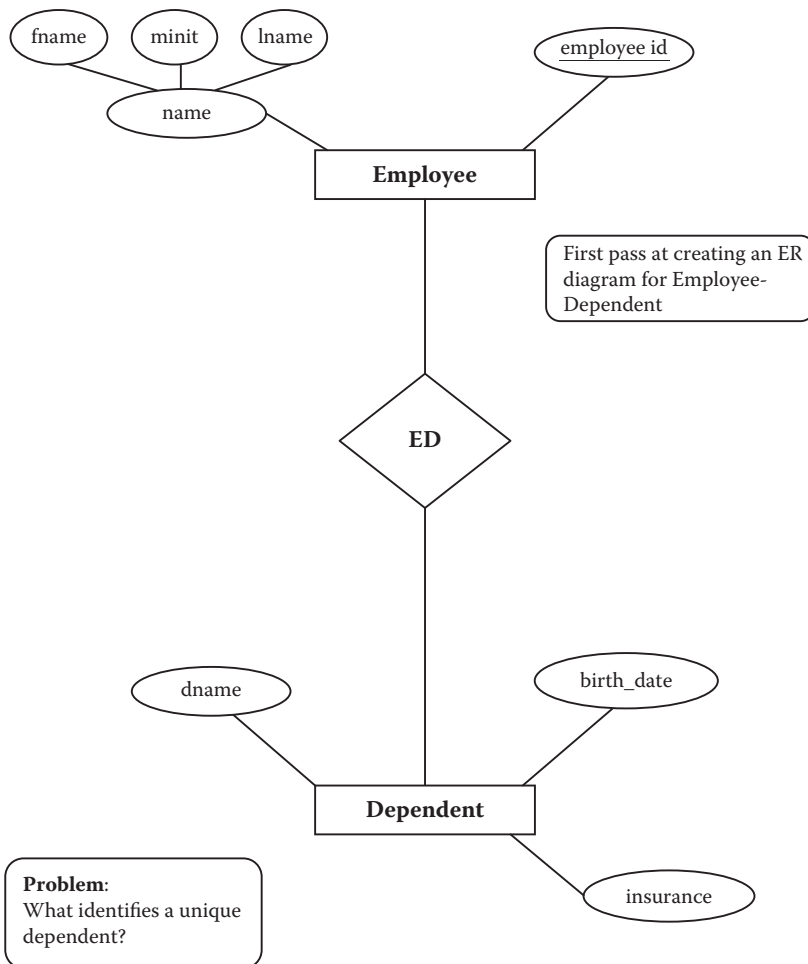 fname
minit
lname
employee id
name
Employee
First pass at creating an ER
diagram for Employee-
Dependent
ED
dname
birth_date
Dependent
insurance
Problem:
What identifies a unique
dependent?